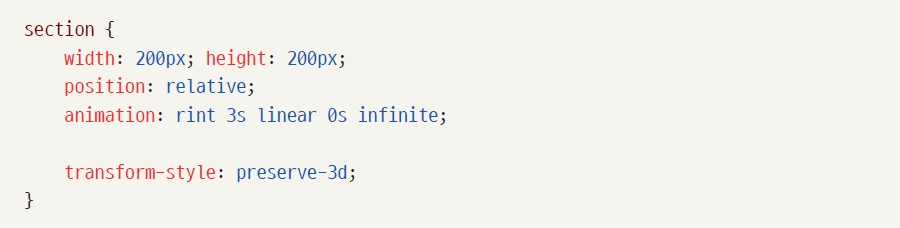 section {
    width: 200px; height: 200px;
    position: relative;
    animation: rint 3s linear 0s infinite;

    transform-style: preserve-3d;
}